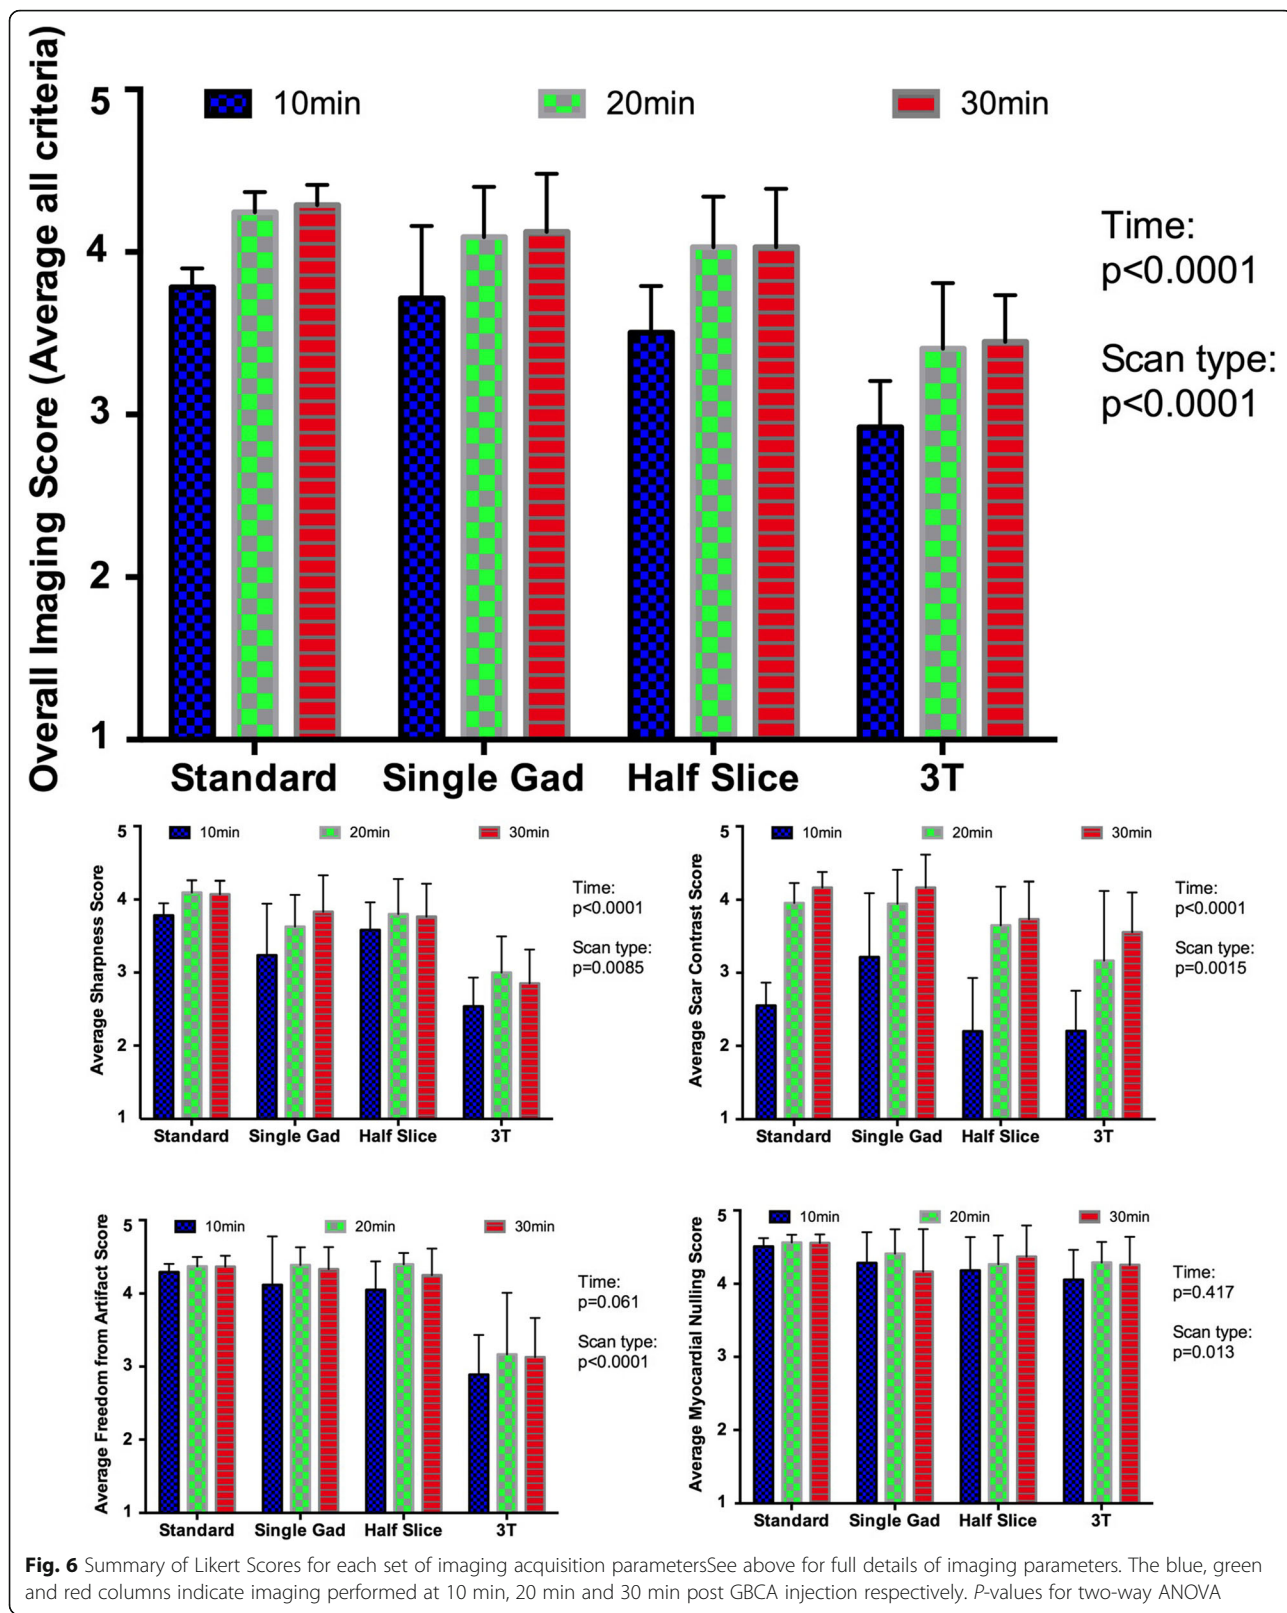 Overall Imaging Score (Average all criteria)
5
4
3
2
1
10min
20min
30min
Time:
p<0.0001
Scan type:
p<0.0001
Standard
Single Gad
Half Slice
3T
Average Sharpness Score
5
4
3
2
1
10min
20min
30min
Time:
p<0.0001
Scan type:
p=0.0085
Standard
Single Gad
Half Slice
3T
Average Scar Contrast Score
5
4
3
2
1
10min
20min
30min
Time:
p<0.0001
Scan type:
p=0.0015
Standard
Single Gad
Half Slice
3T
Average Freedom from Artifact Score
5
4
3
2
1
10min
20min
30min
Time:
p=0.061
Scan type:
p<0.0001
Standard
Single Gad
Half Slice
3T
Average Myocardial Nulling Score
5
4
3
2
1
10min
20min
30min
Time:
p=0.417
Scan type:
p=0.013
Standard
Single Gad
Half Slice
3T
Fig. 6 Summary of Likert Scores for each set of imaging acquisition parametersSee above for full details of imaging parameters. The blue, green
and red columns indicate imaging performed at 10 min, 20 min and 30 min post GBCA injection respectively. P-values for two-way ANOVA